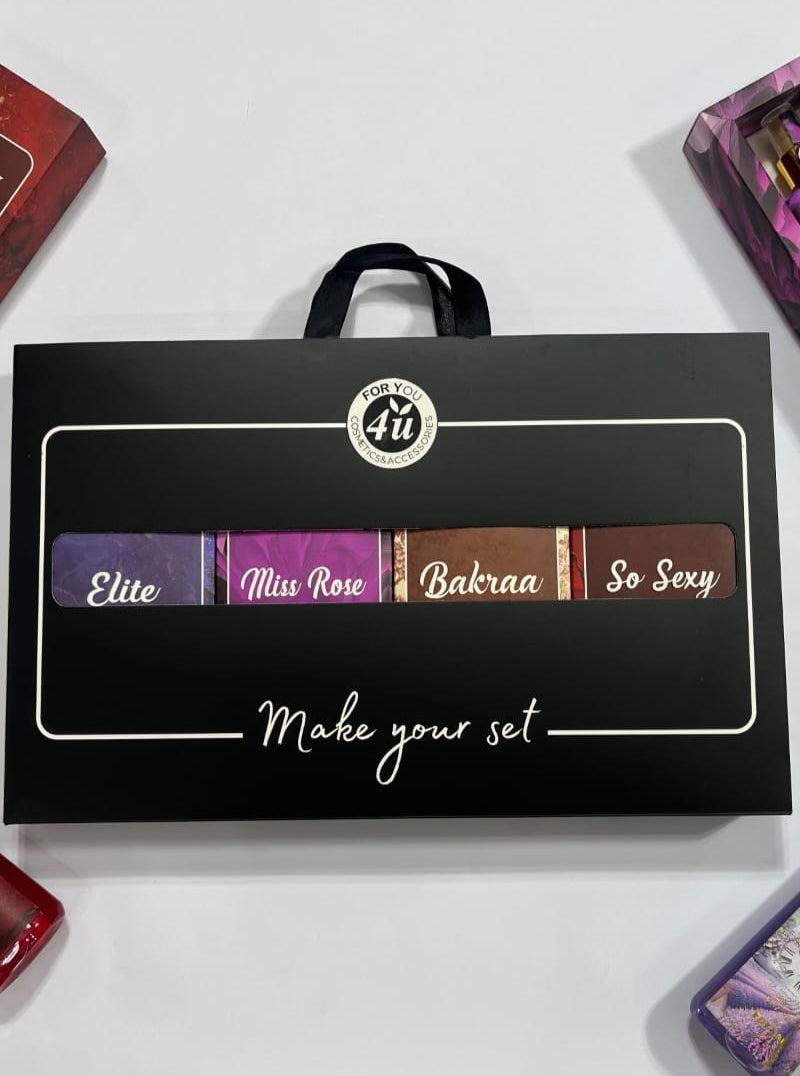 FOR YOU
4u
COSMETICS&ACCESSORIES
Elite
Miss Rose
Bakraa
So Sexy
Make your set